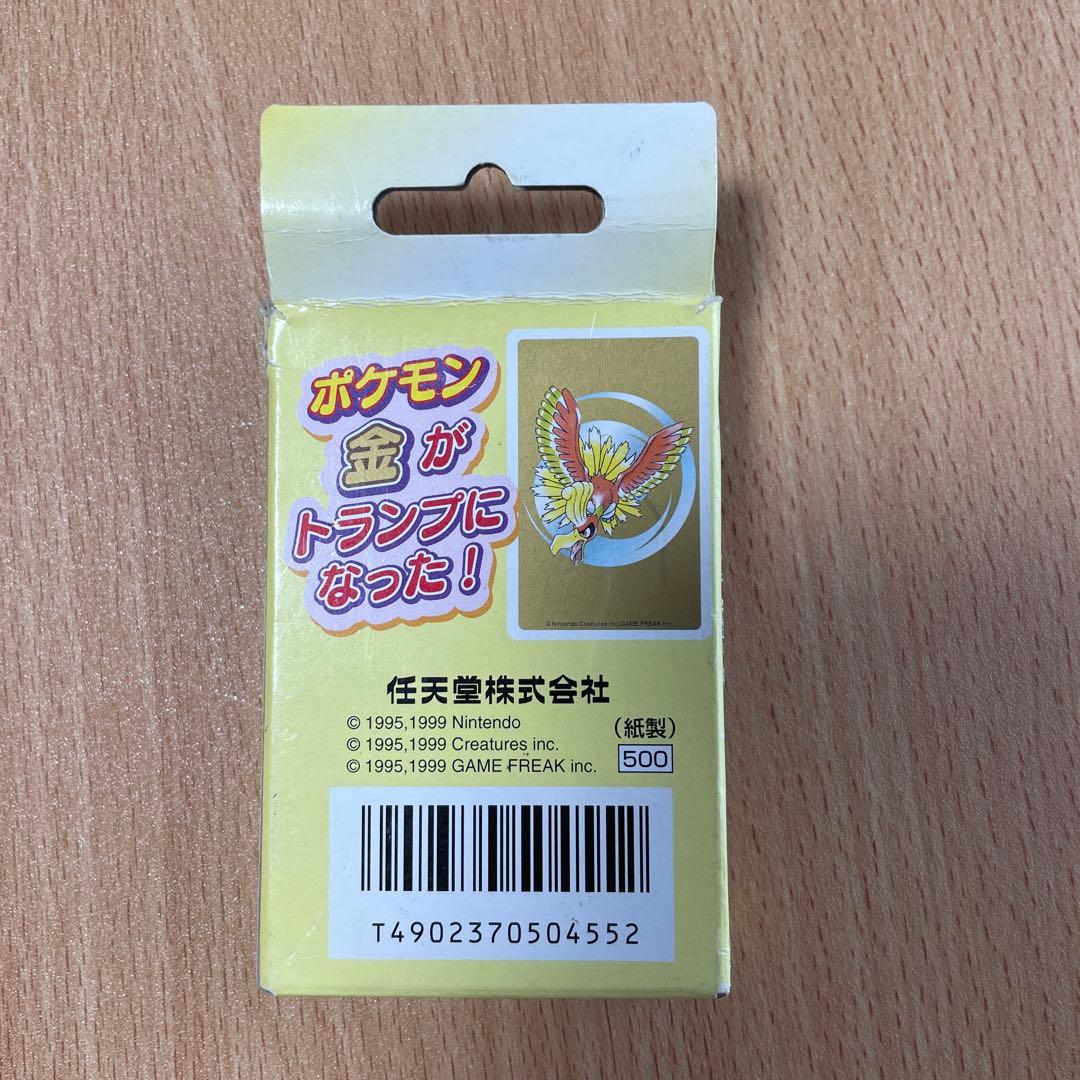 ポケモン
金が
トランプに
なった!
© Nintendo Creatures Inc./GAME FREAK inc.
任天堂株式会社
© 1995,1999 Nintendo
© 1995,1999 Creatures inc.
© 1995,1999 GAME FREAK inc.
(紙製)
500
T4902370504552